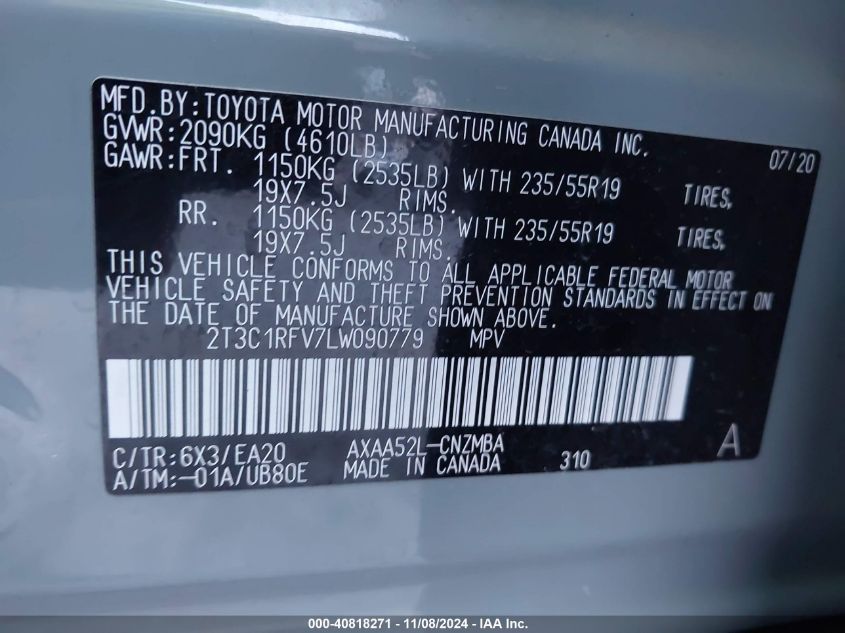 MFD.BY:TOYOTA MOTOR MANUFACTURING CANADA INC. 07/20
GVWR:2090KG (4610LB)
GAWR:FRT. 1150KG (2535LB) WITH 235/55R19 TIRES,
19X7.5J RIMS.
RR. 1150KG (2535LB) WITH 235/55R19 TIRES,
19X7.5J RIMS.
THIS VEHICLE CONFORMS TO ALL APPLICABLE FEDERAL MOTOR
VEHICLE SAFETY AND THEFT PREVENTION STANDARDS IN EFFECT ON
THE DATE OF MANUFACTURE SHOWN ABOVE.
2T3C1RFV7LW090779 MPV
C/TR:6X3/EA20 AXAA52L-CNZMBA A
A/TM:-01A/UB80E MADE IN CANADA 310
000-40818271 - 11/08/2024 - IAA Inc.